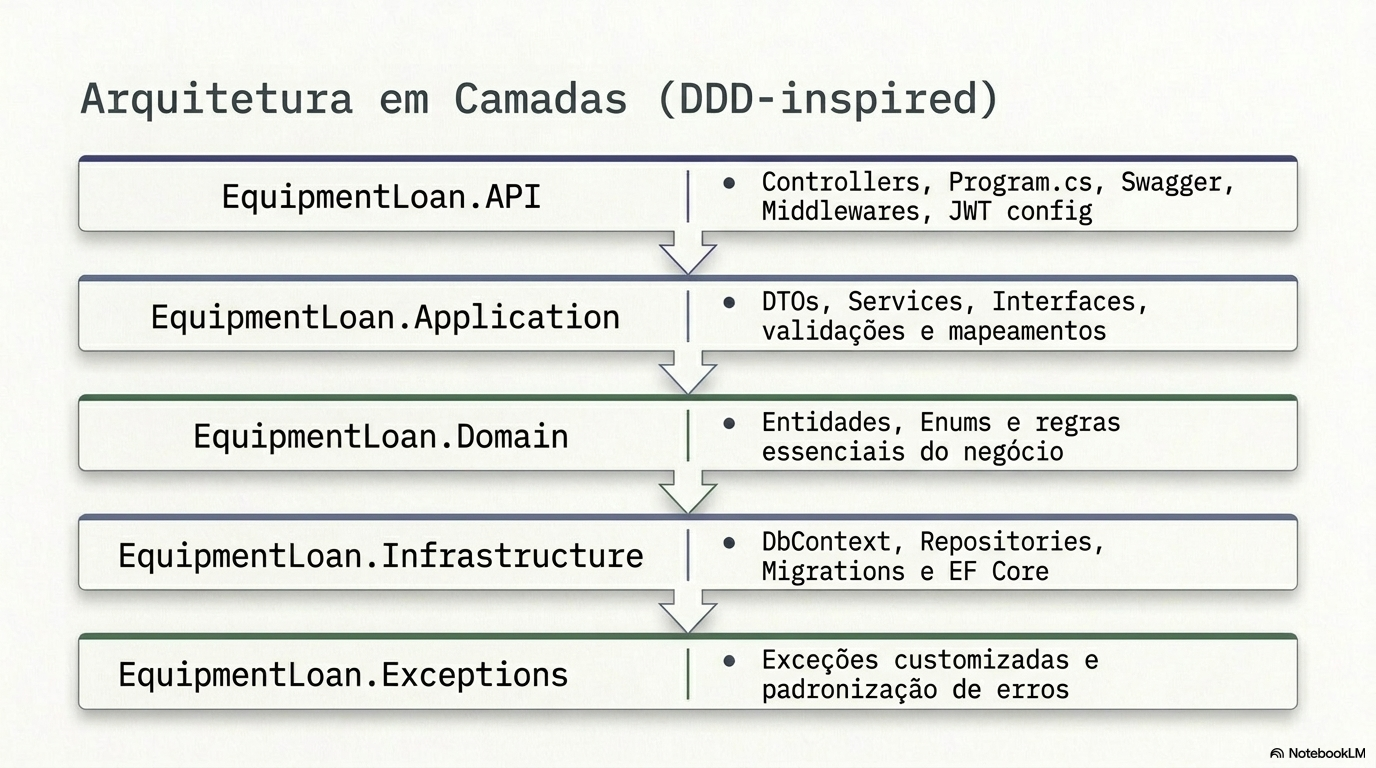 Arquitetura em Camadas (DDD-inspired)
EquipmentLoan.API
● Controllers, Program.cs, Swagger,
Middlewares, JWT config
EquipmentLoan.Application
● DTOs, Services, Interfaces,
validações e mapeamentos
EquipmentLoan.Domain
● Entidades, Enums e regras
essenciais do negócio
EquipmentLoan.Infrastructure
● DbContext, Repositories,
Migrations e EF Core
EquipmentLoan.Exceptions
● Exceções customizadas e
padronização de erros
NotebookLM